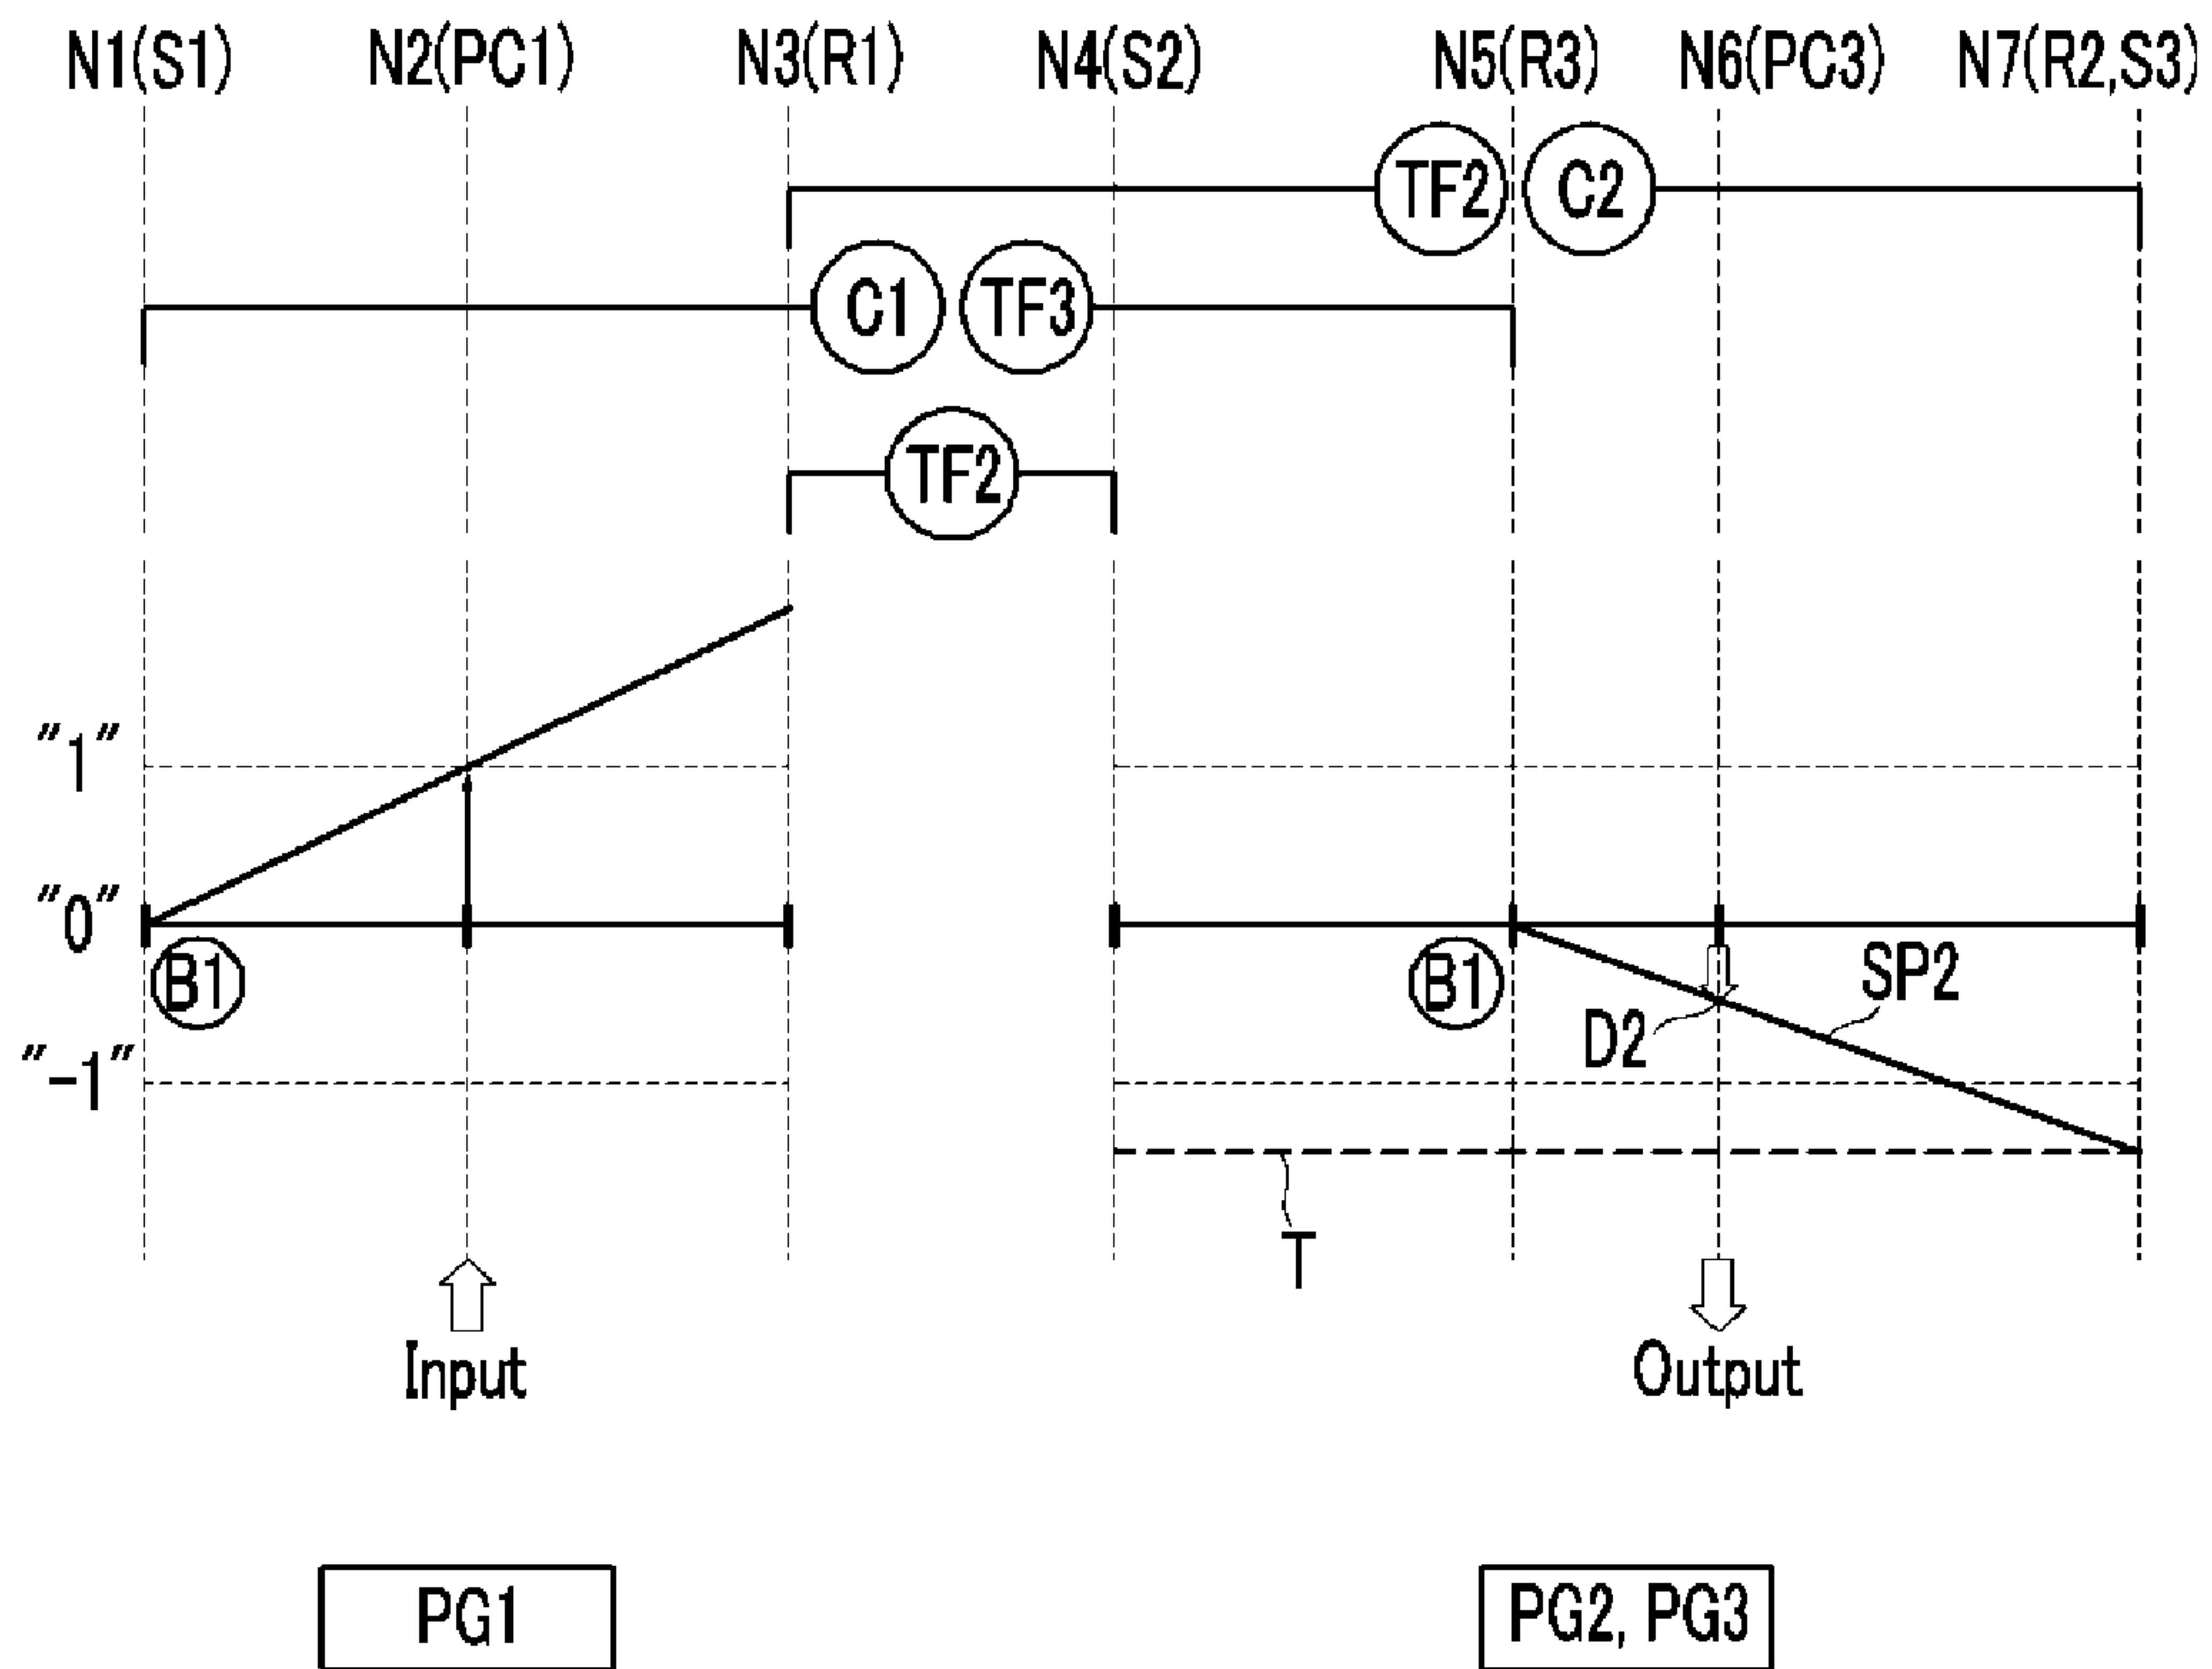 N1(S1) N2(PC1) N3(R1) N4(S2) N5(R3) N6(PC3) N7(R2,S3)
TF2 C2
C1 TF3
TF2
"1"
"0"
B1 B1 SP2
D2
"-1"
T
Input Output
PG1 PG2, PG3